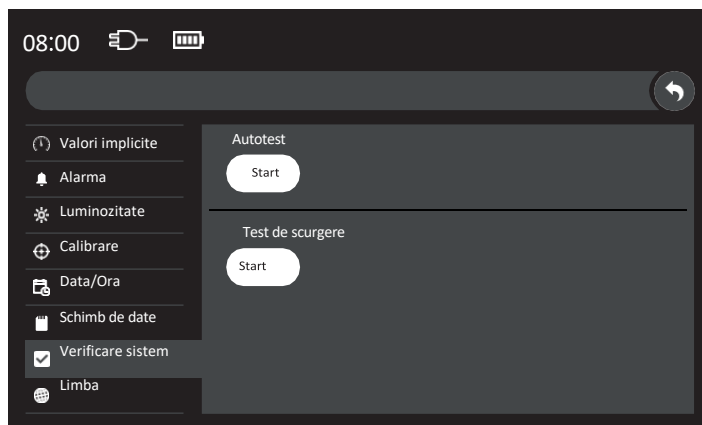 08:00
Valori implicite
Alarma
Luminozitate
Calibrare
Data/Ora
Schimb de date
Verificare sistem
Limba
Autotest
Start
Test de scurgere
Start